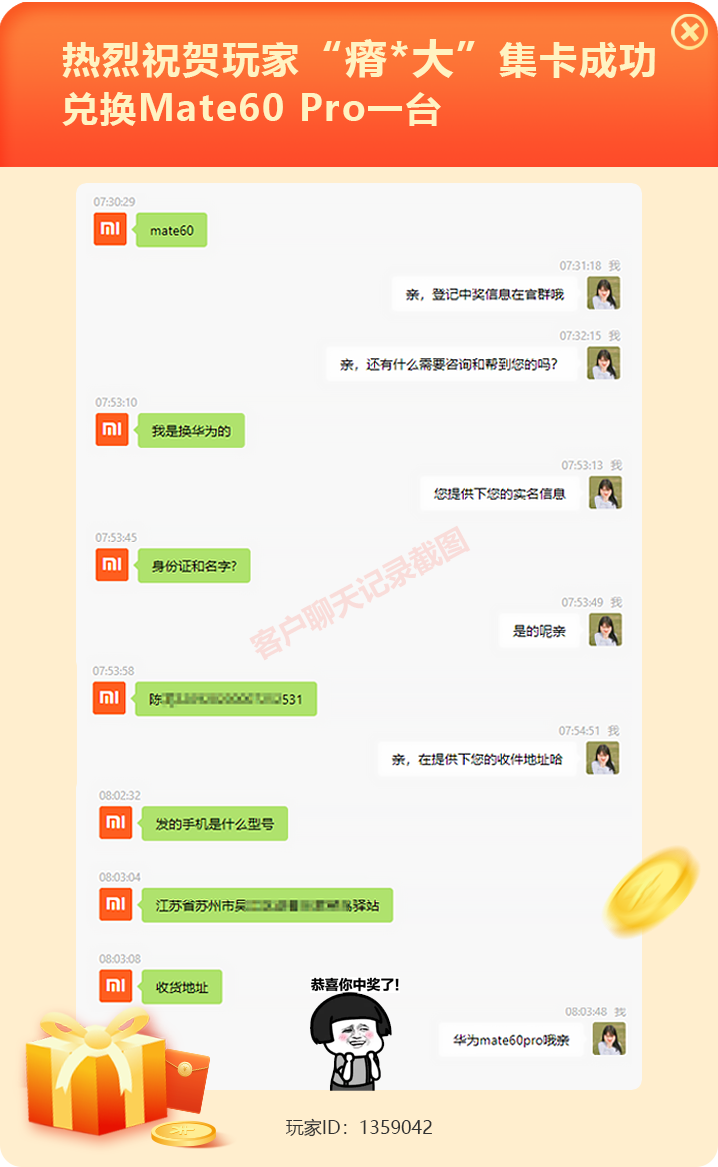 热烈祝贺玩家“瘠*大”集卡成功
兑换Mate60 Pro一台
07:30:29
mate60
07:31:18 我
亲，登记中奖信息在官群哦
07:32:15 我
亲，还有什么需要咨询和帮到您的吗？
07:53:10
我是换华为的
07:53:13 我
您提供下您的实名信息
07:53:45
身份证和名字?
07:53:49 我
是的呢亲
客户聊天记录截图
07:53:58
陈 531
07:54:51 我
亲，在提供下您的收件地址哈
08:02:32
发的手机是什么型号
08:03:04
江苏省苏州市吴 驿站
08:03:08
收货地址
恭喜你中奖了！
08:03:48 我
华为mate60pro哦亲
玩家ID：1359042